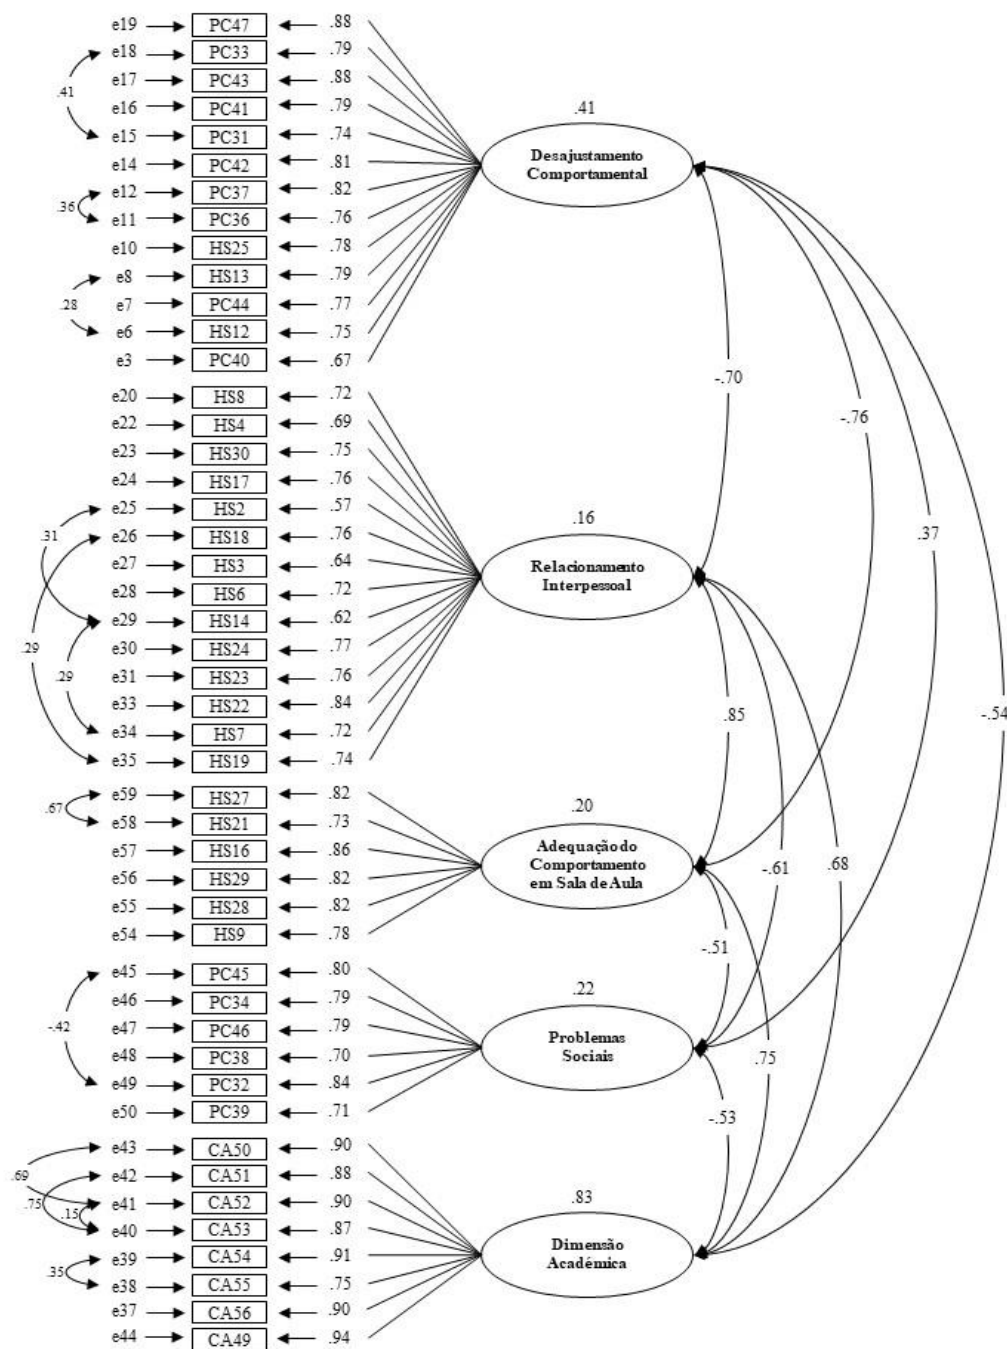 e19 PC47 .88
e18 PC33 .79
e17 PC43 .88
.41
e16 PC41 .79
.41
e15 PC31 .74
Desajustamento
Comportamental
e14 PC42 .81
e12 PC37 .82
.36
e11 PC36 .76
e10 HS25 .78
e8 HS13 .79
.28
e7 PC44 .77
e6 HS12 .75
e3 PC40 .67
-.70
e20 HS8 .72
-.76
e22 HS4 .69
e23 HS30 .75
e24 HS17 .76
e25 HS2 .57
.16
.31
e26 HS18 .76
.37
e27 HS3 .64
Relacionamento
Interpessoal
e28 HS6 .72
e29 HS14 .62
.29
e30 HS24 .77
.29
e31 HS23 .76
e33 HS22 .84
.85
-.54
e34 HS7 .72
e35 HS19 .74
e59 HS27 .82
.67
.20
e58 HS21 .73
e57 HS16 .86
Adequação do
Comportamento
em Sala de Aula
-.61
.68
e56 HS29 .82
e55 HS28 .82
e54 HS9 .78
-.51
e45 PC45 .80
.22
e46 PC34 .79
-.42
e47 PC46 .79
Problemas
Sociais
e48 PC38 .70
.75
e49 PC32 .84
e50 PC39 .71
-.53
e43 CA50 .90
.69
e42 CA51 .88
.75
.15
e41 CA52 .90
.83
e40 CA53 .87
e39 CA54 .91
Dimensão
Académica
.35
e38 CA55 .75
e37 CA56 .90
e44 CA49 .94